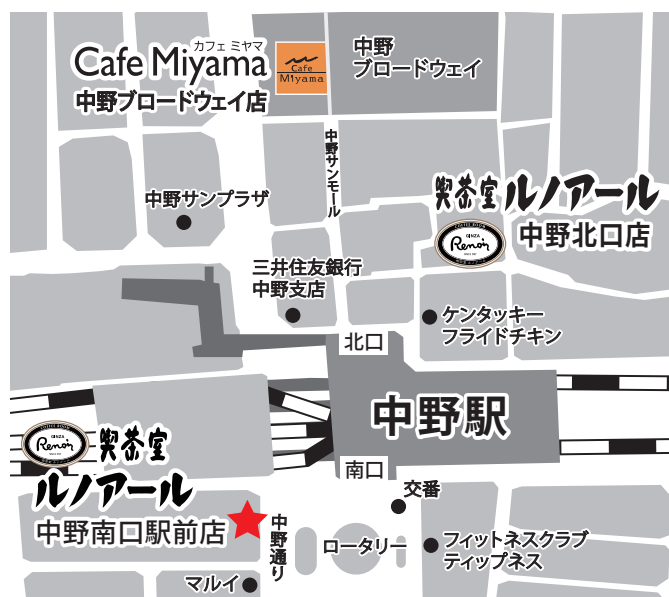 カフェ ミヤマ
Cafe Miyama
中野ブロードウェイ店
Cafe
Miyama
中野
ブロードウェイ
中野サンモール
中野サンプラザ
喫茶室 ルノアール
GINZA
Renoir
中野北口店
三井住友銀行
中野支店
ケンタッキー
フライドチキン
北口
中野駅
南口
GINZA
Renoir
喫茶室
ルノアール
中野南口駅前店
交番
中野通り
ロータリー
フィットネスクラブ
ティップネス
マルイ